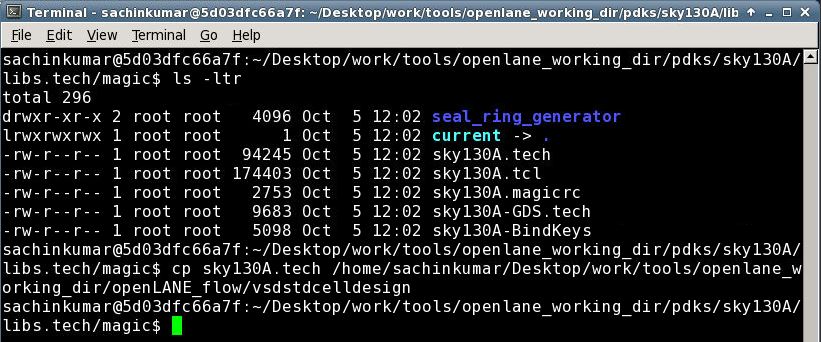 Terminal - sachinkumar@5d03dfc66a7f: ~/Desktop/work/tools/openlane_working_dir/pdks/sky130A/lib
File Edit View Terminal Go Help
sachinkumar@5d03dfc66a7f:~/Desktop/work/tools/openlane_working_dir/pdks/sky130A/
libs.tech/magic$ ls -ltr
total 296
drwxr-xr-x 2 root root   4096 Oct  5 12:02 seal_ring_generator
lrwxrwxrwx 1 root root      1 Oct  5 12:02 current -> .
-rw-r--r-- 1 root root  94245 Oct  5 12:02 sky130A.tech
-rw-r--r-- 1 root root 174403 Oct  5 12:02 sky130A.tcl
-rw-r--r-- 1 root root   2753 Oct  5 12:02 sky130A.magicrc
-rw-r--r-- 1 root root   9683 Oct  5 12:02 sky130A-GDS.tech
-rw-r--r-- 1 root root   5098 Oct  5 12:02 sky130A-BindKeys
sachinkumar@5d03dfc66a7f:~/Desktop/work/tools/openlane_working_dir/pdks/sky130A/
libs.tech/magic$ cp sky130A.tech /home/sachinkumar/Desktop/work/tools/openlane_w
orking_dir/openLANE_flow/vsdstdcelldesign
sachinkumar@5d03dfc66a7f:~/Desktop/work/tools/openlane_working_dir/pdks/sky130A/
libs.tech/magic$